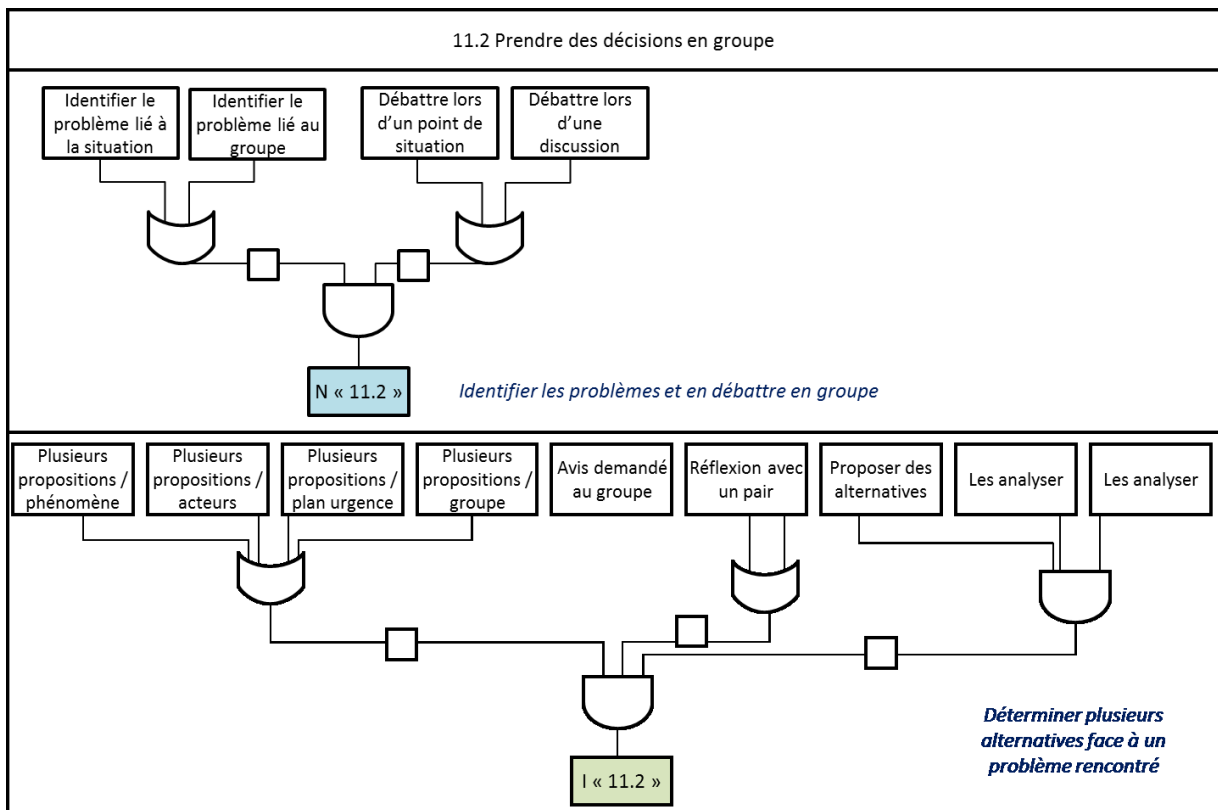 11.2 Prendre des décisions en groupe
Identifier le
problème lié à
la situation
Identifier le
problème lié au
groupe
Débattre lors
d’un point de
situation
Débattre lors
d’une
discussion
N « 11.2 »
Identifier les problèmes et en débattre en groupe
Plusieurs
propositions /
phénomène
Plusieurs
propositions /
acteurs
Plusieurs
propositions /
plan urgence
Plusieurs
propositions /
groupe
Avis demandé
au groupe
Réflexion avec
un pair
Proposer des
alternatives
Les analyser
Les analyser
Déterminer plusieurs
alternatives face à un
problème rencontré
I « 11.2 »